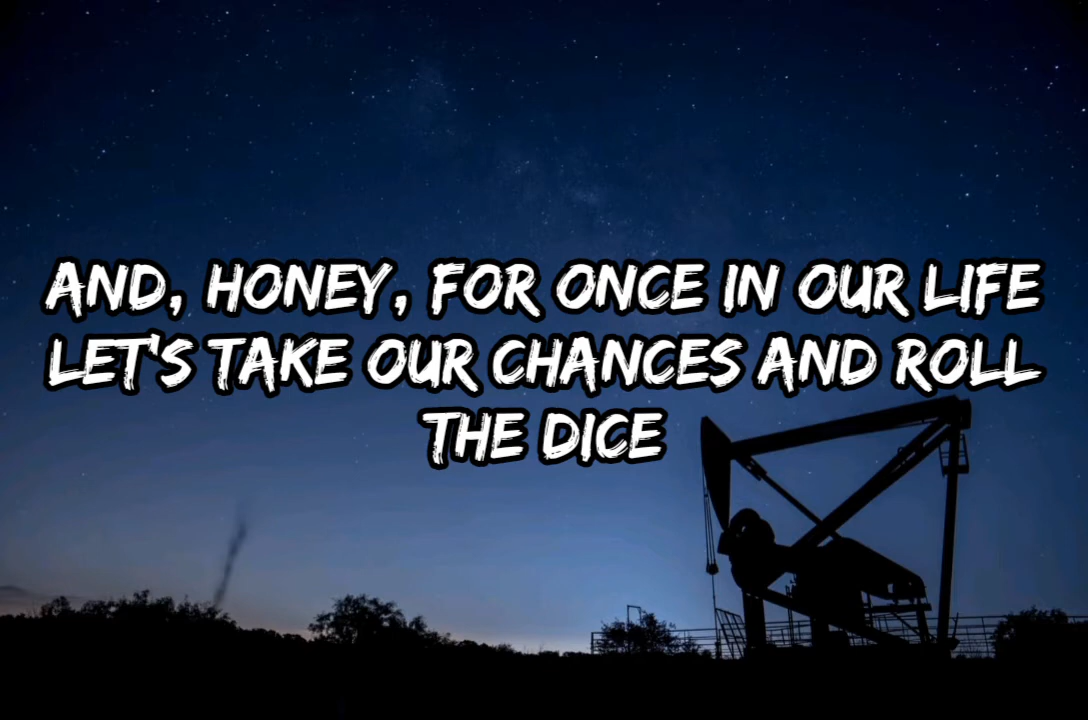 AND, HONEY, FOR ONCE IN OUR LIFE
LET'S TAKE OUR CHANCES AND ROLL
THE DICE